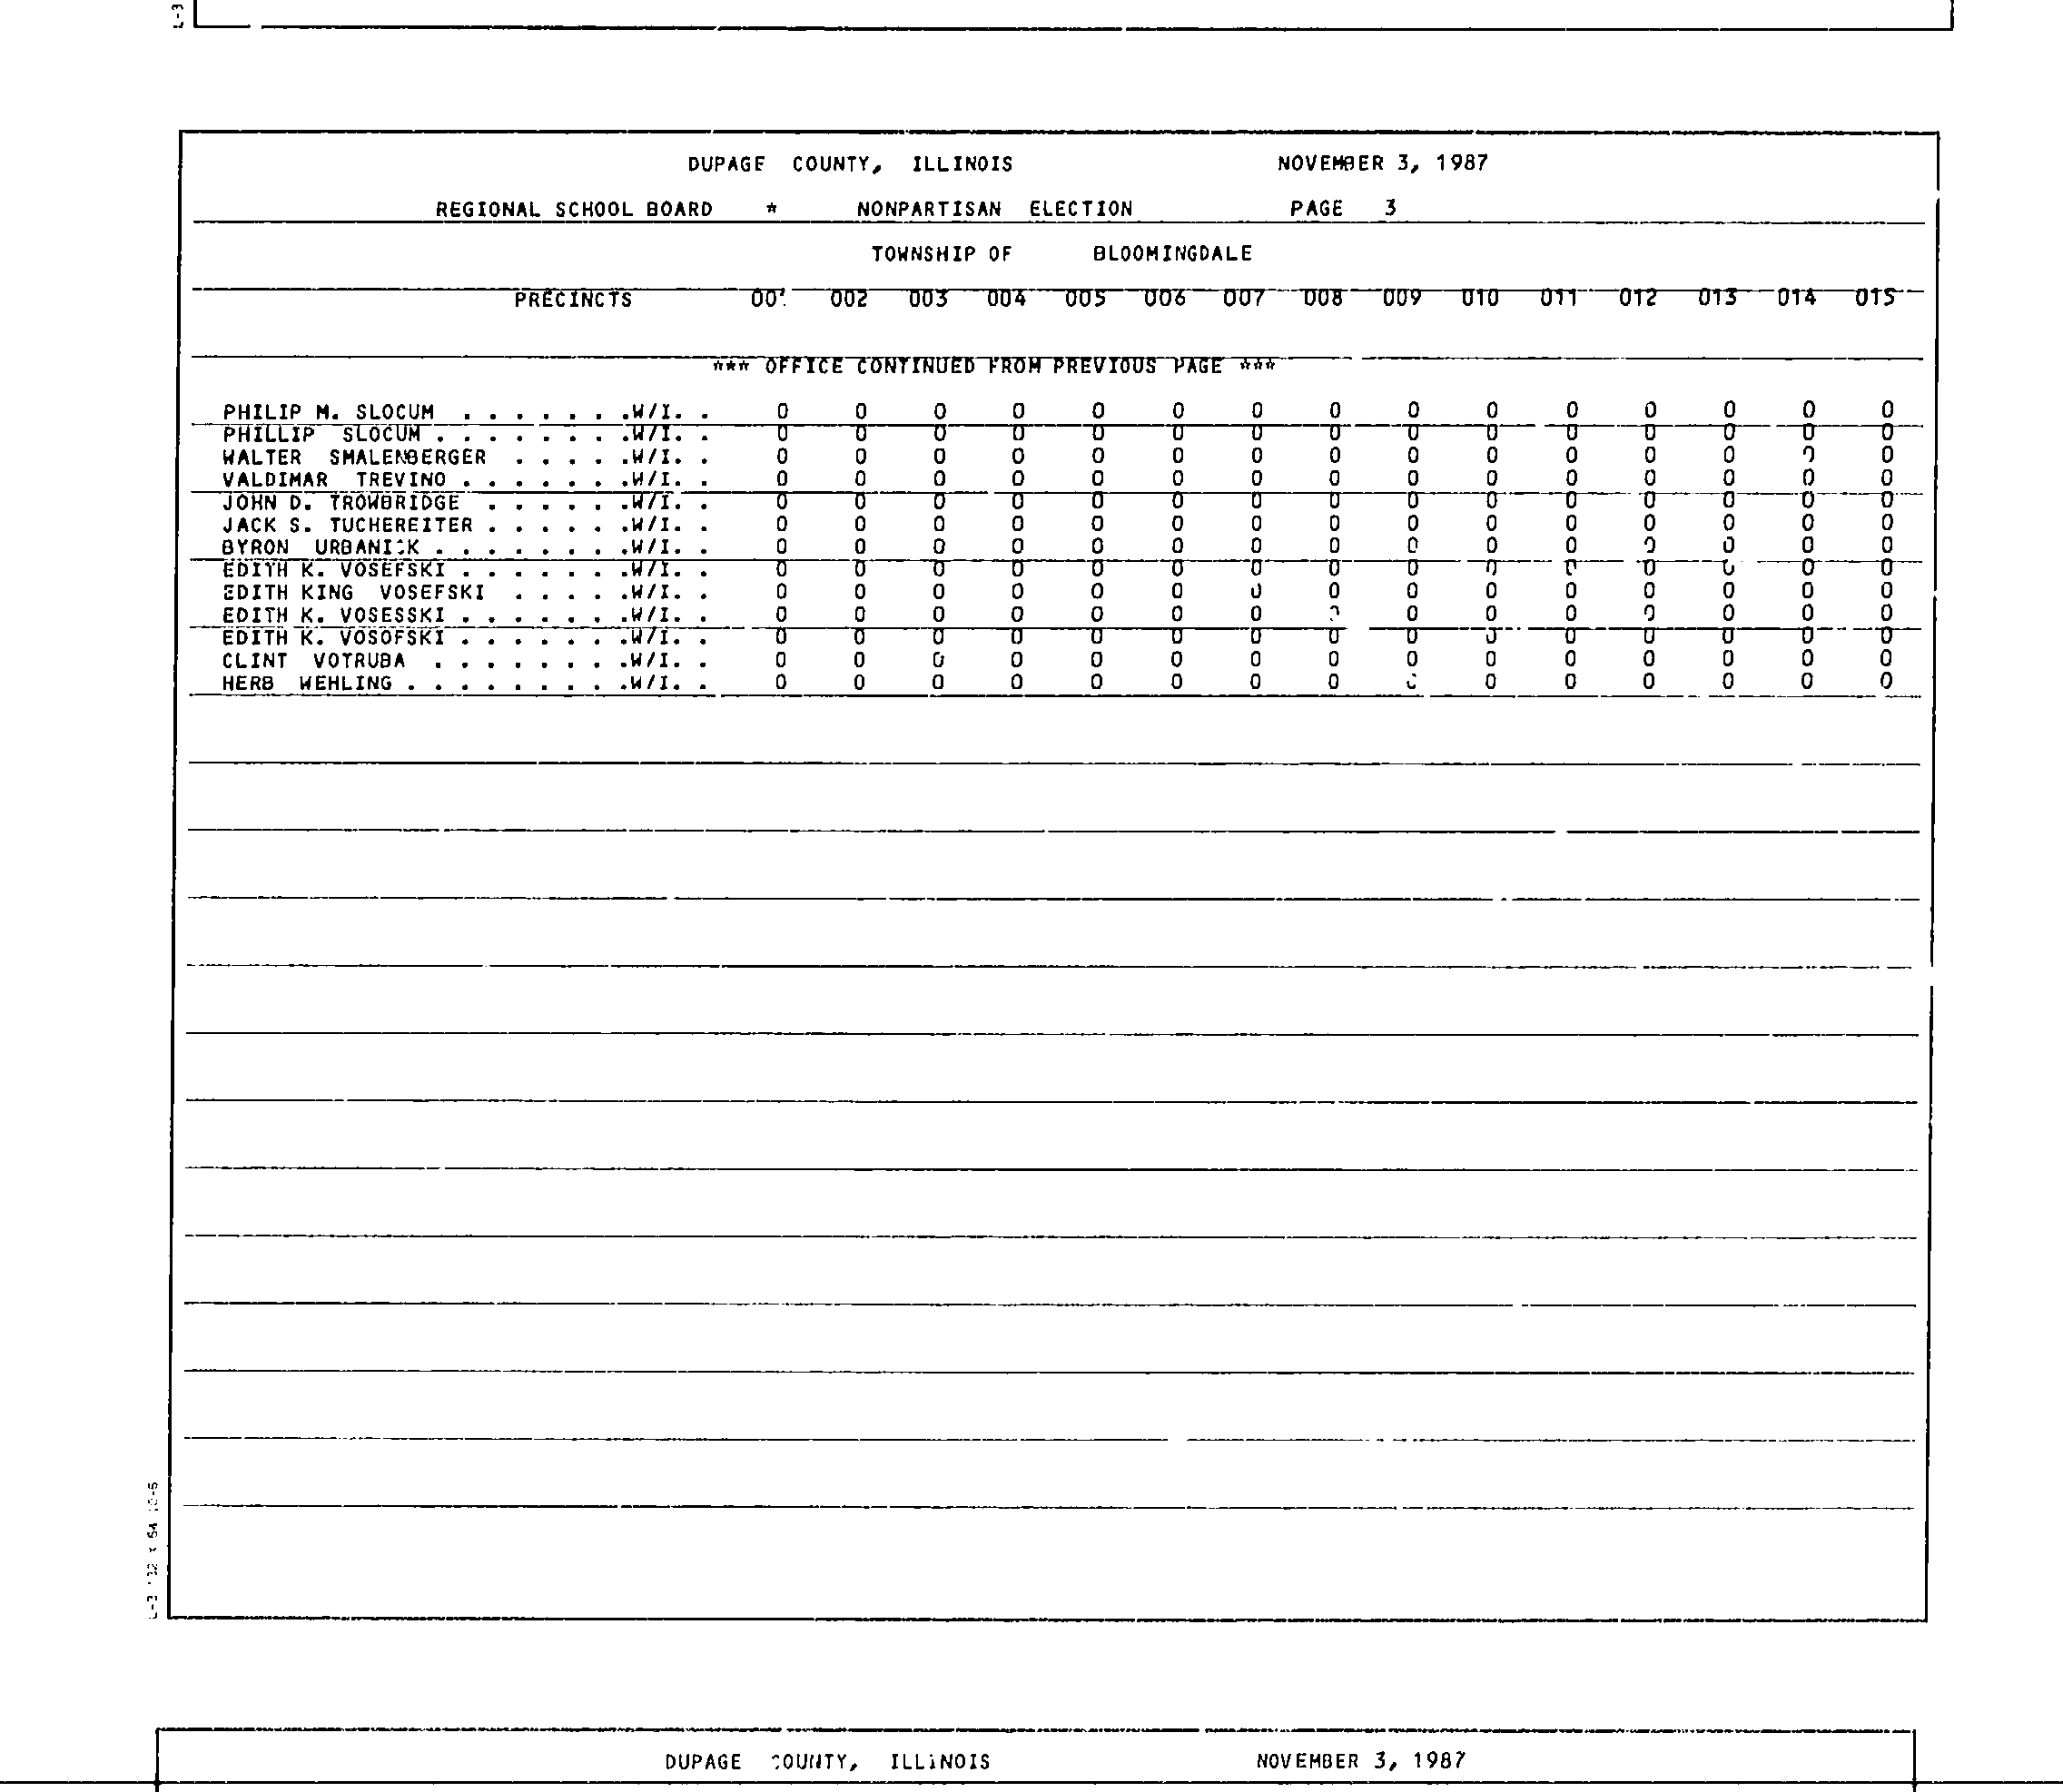 L-3
DUPAGE COUNTY, ILLINOIS NOVEMBER 3, 1987
REGIONAL SCHOOL BOARD * NONPARTISAN ELECTION PAGE 3
TOWNSHIP OF BLOOMINGDALE
PRECINCTS 001 002 003 004 005 006 007 008 009 010 011 012 013 014 015
*** OFFICE CONTINUED FROM PREVIOUS PAGE ***
PHILIP M. SLOCUM . . . . . . .W/I. . 0 0 0 0 0 0 0 0 0 0 0 0 0 0 0
PHILLIP SLOCUM . . . . . . . .W/I. . 0 0 0 0 0 0 0 0 0 0 0 0 0 0 0
WALTER SMALENBERGER . . . . .W/I. . 0 0 0 0 0 0 0 0 0 0 0 0 0 0 0
VALDIMAR TREVINO . . . . . . .W/I. . 0 0 0 0 0 0 0 0 0 0 0 0 0 0 0
JOHN D. TROWBRIDGE . . . . . .W/I. . 0 0 0 0 0 0 0 0 0 0 0 0 0 0 0
JACK S. TUCHEREITER . . . . . .W/I. . 0 0 0 0 0 0 0 0 0 0 0 0 0 0 0
BYRON URBANICK . . . . . . . .W/I. . 0 0 0 0 0 0 0 0 0 0 0 0 0 0 0
EDITH K. VOSEFSKI . . . . . . .W/I. . 0 0 0 0 0 0 0 0 0 0 0 0 0 0 0
EDITH KING VOSEFSKI . . . . .W/I. . 0 0 0 0 0 0 0 0 0 0 0 0 0 0 0
EDITH K. VOSESSKI . . . . . . .W/I. . 0 0 0 0 0 0 0 0 0 0 0 0 0 0 0
EDITH K. VOSOFSKI . . . . . . .W/I. . 0 0 0 0 0 0 0 0 0 0 0 0 0 0 0
CLINT VOTRUBA . . . . . . . .W/I. . 0 0 0 0 0 0 0 0 0 0 0 0 0 0 0
HERB WEHLING . . . . . . . . .W/I. . 0 0 0 0 0 0 0 0 0 0 0 0 0 0 0
DUPAGE COUNTY, ILLINOIS NOVEMBER 3, 1987